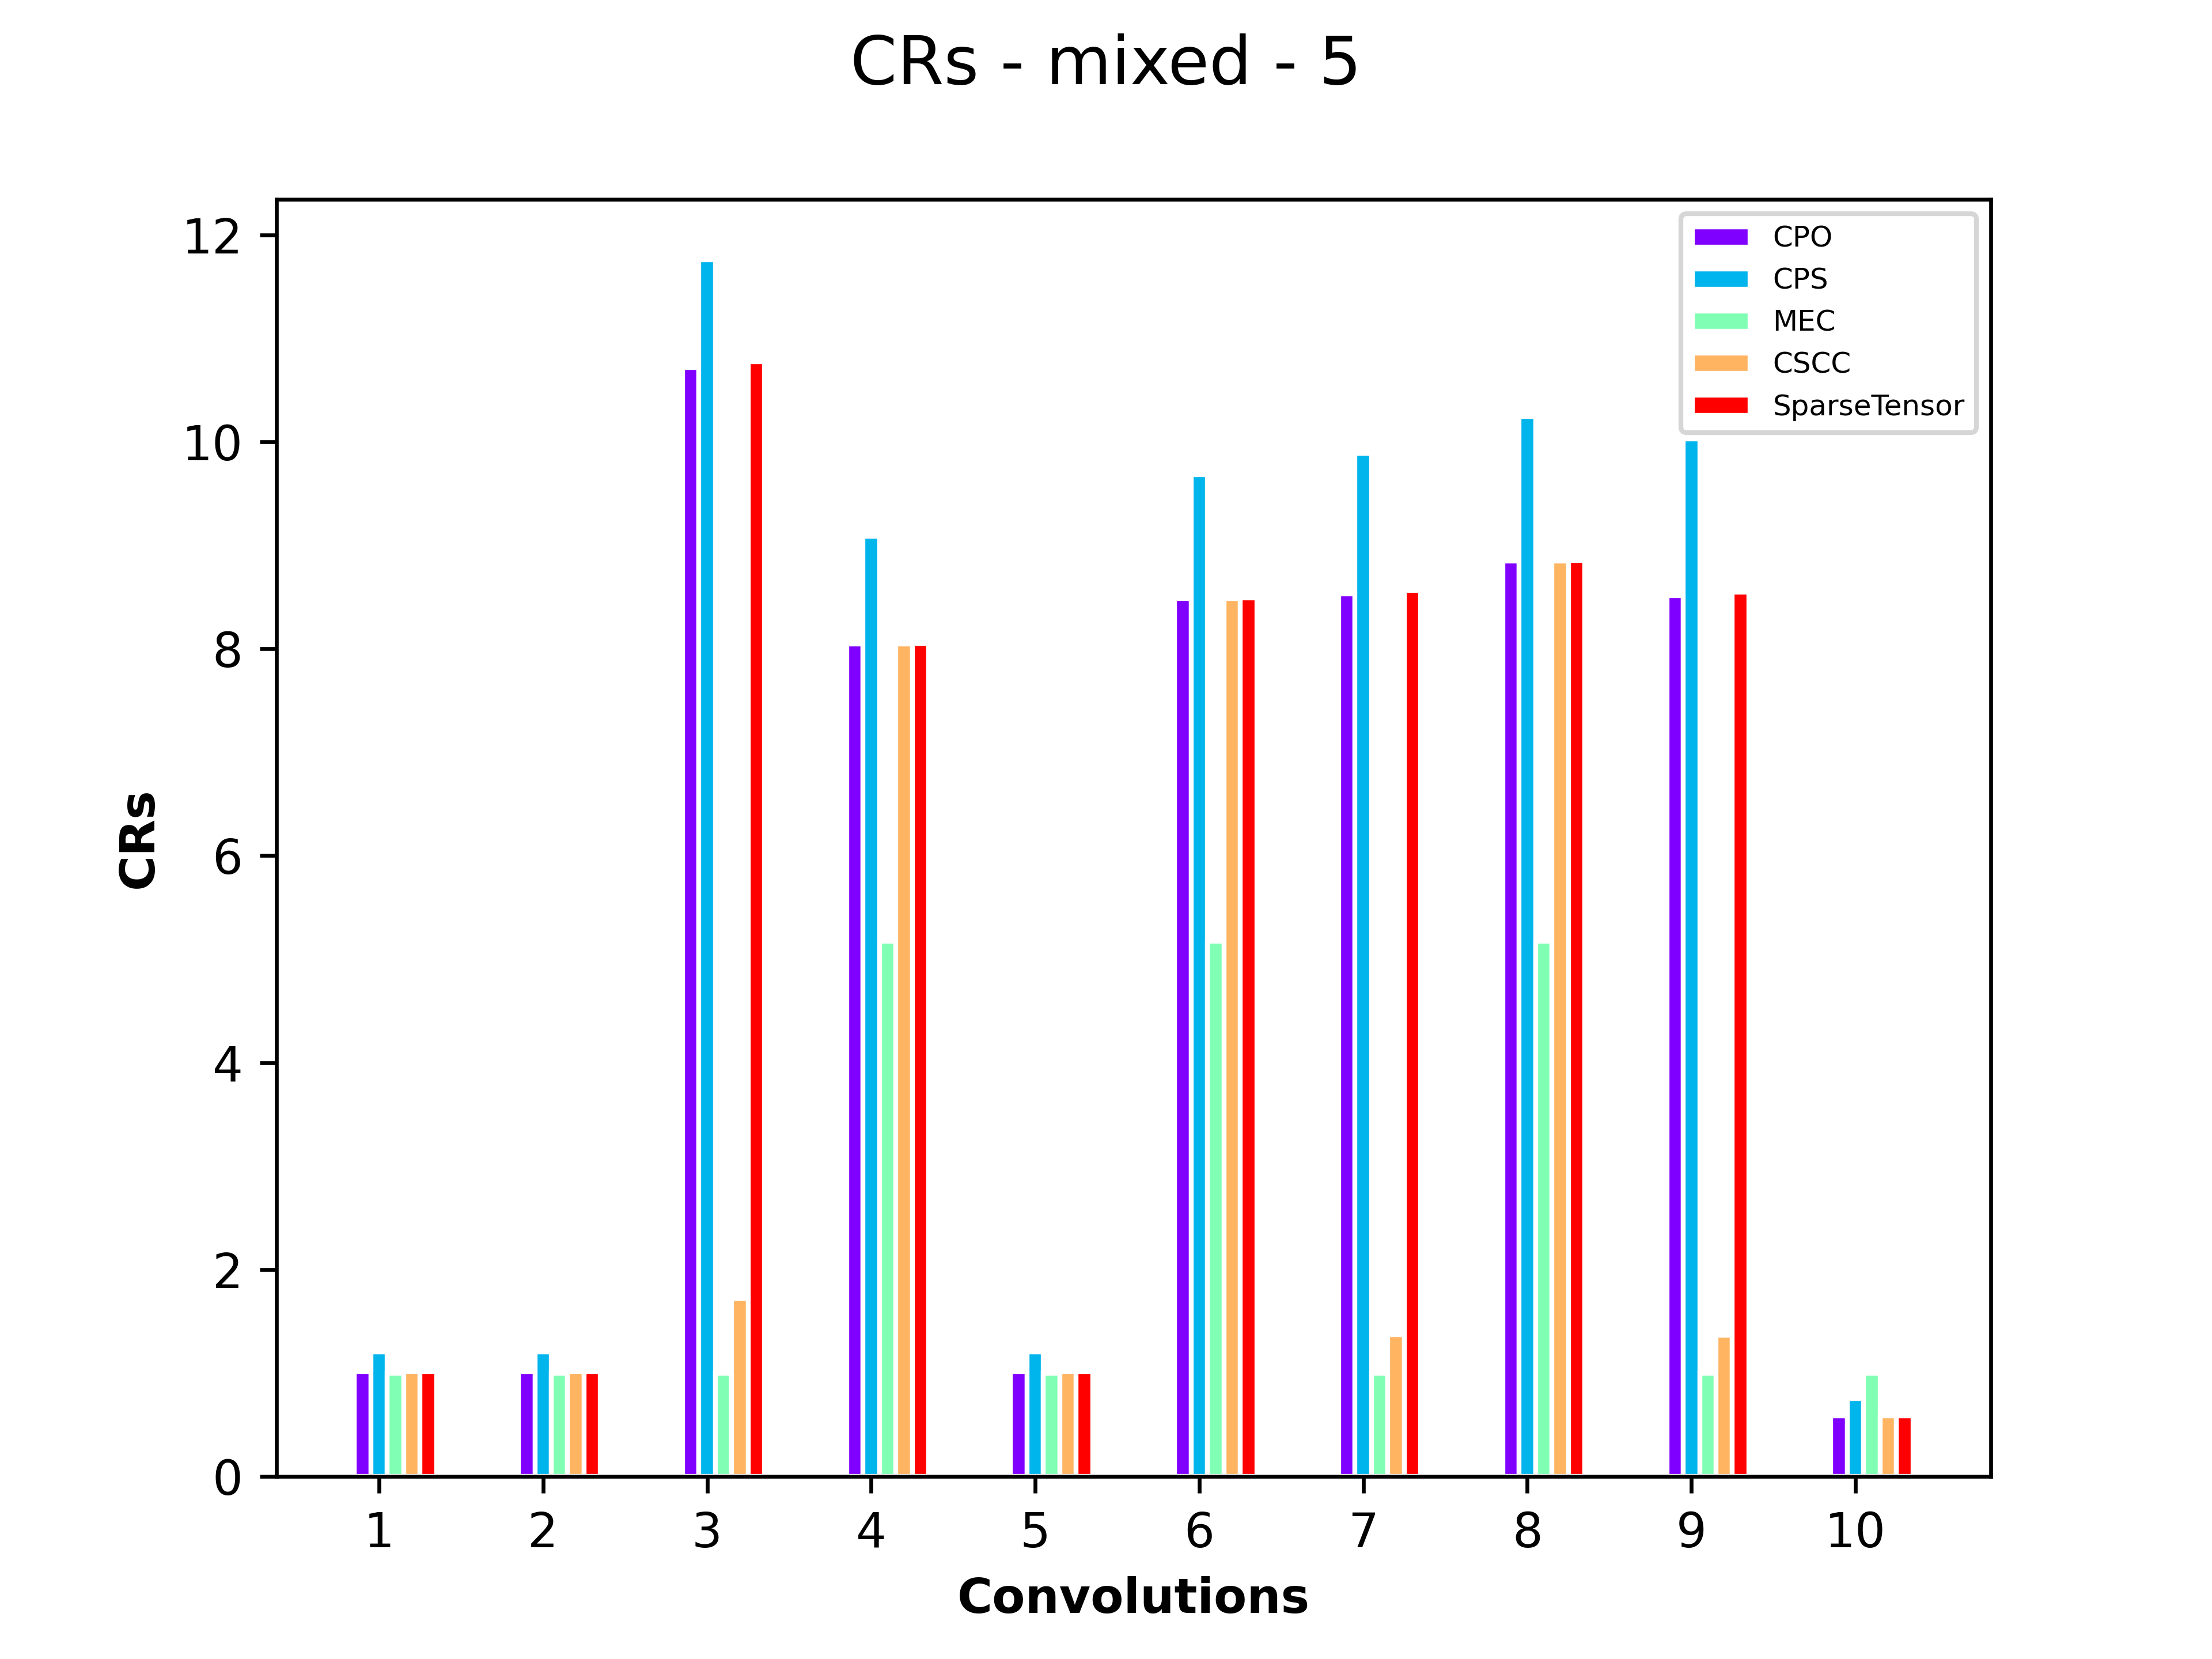 CRs - mixed - 5
12
10
8
6
4
2
0
CRs
CPO
CPS
MEC
CSCC
SparseTensor
1 2 3 4 5 6 7 8 9 10
Convolutions